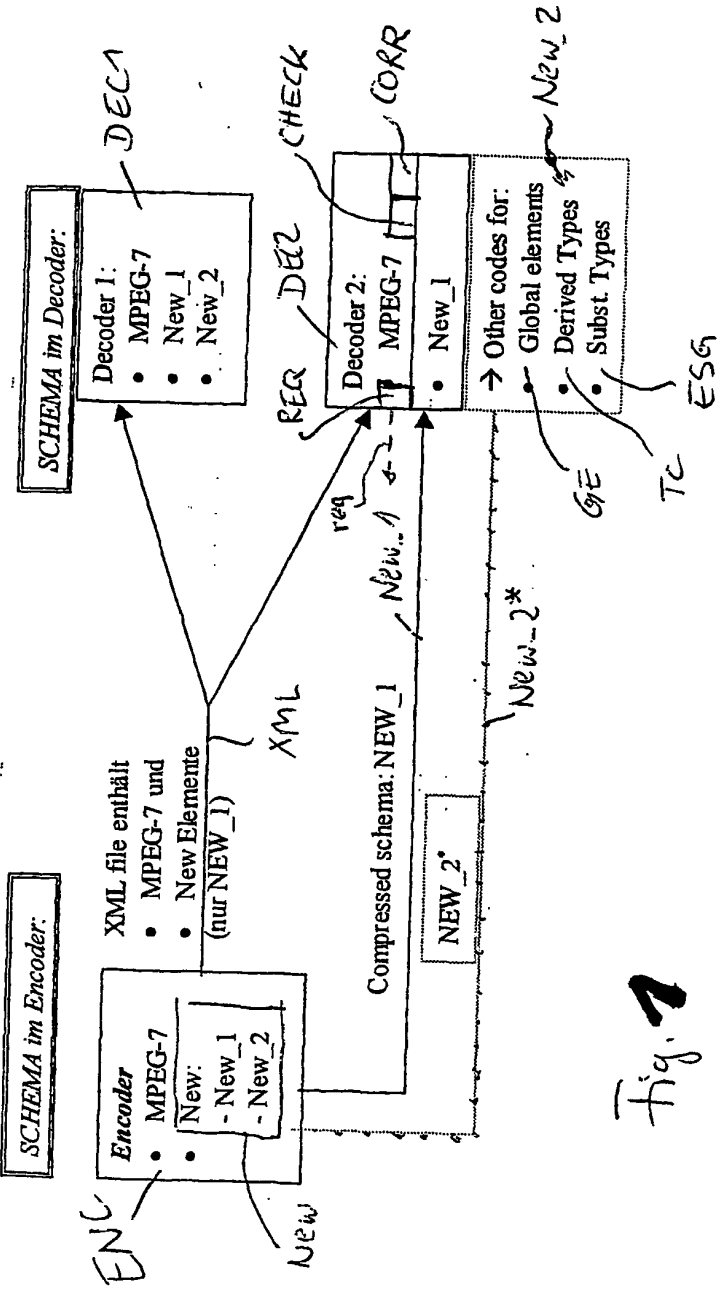 SCHEMA im Encoder:
SCHEMA im Decoder:
ENC
Encoder
• MPEG-7
• New:
- New_1
- New_2
New
XML file enthält
• MPEG-7 und
• New Elemente
(nur NEW_1)
XML
Decoder 1:
• MPEG-7
• New_1
• New_2
DEC1
REQ
DEC2
CHECK
CORR
Decoder 2:
MPEG-7
• New_1
req
New_1
Compressed schema: NEW_1
NEW_2*
New_2*
→ Other codes for:
• Global elements
• Derived Types
• Subst. Types
New_2
GE
TC
ESG
Fig. 1